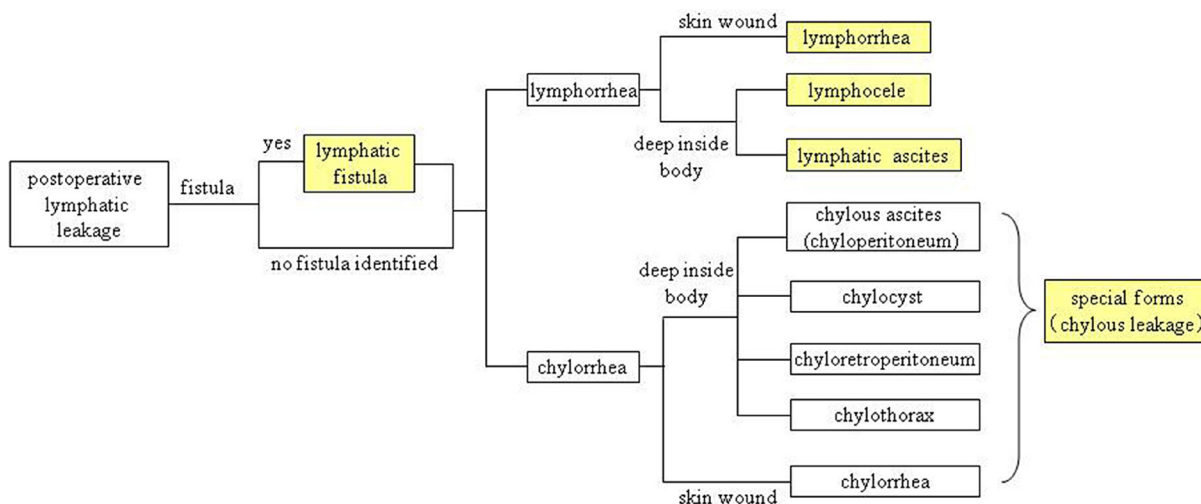 postoperative
lymphatic
leakage
fistula
yes
lymphatic
fistula
no fistula identified
lymphorrhea
skin wound
lymphorrhea
deep inside
body
lymphocele
lymphatic ascites
chylorrhea
deep inside
body
chylous ascites
(chyloperitoneum)
chylocyst
chyloretroperitoneum
chylothorax
skin wound
chylorrhea
special forms
(chylous leakage)